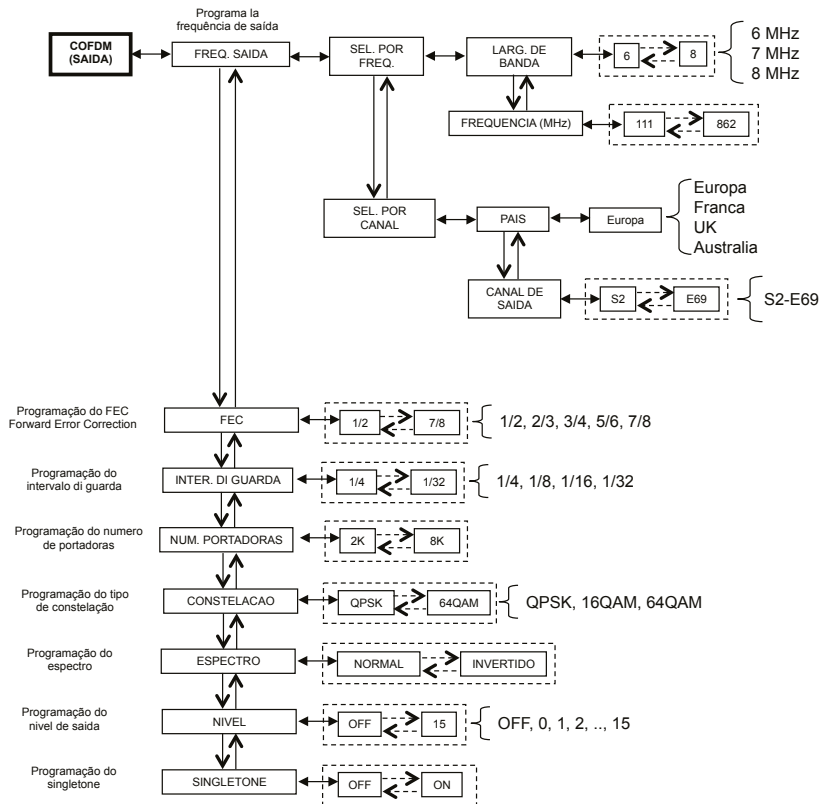 Programa la
frequência de saída
COFDM
(SAIDA)
FREQ. SAIDA
SEL. POR
FREQ.
LARG. DE
BANDA
6
8
6 MHz
7 MHz
8 MHz
FREQUENCIA (MHz)
111
862
SEL. POR
CANAL
PAIS
Europa
Europa
Franca
UK
Australia
CANAL DE
SAIDA
S2
E69
S2-E69
Programação do FEC
Forward Error Correction
FEC
1/2
7/8
1/2, 2/3, 3/4, 5/6, 7/8
Programação do
intervalo di guarda
INTER. DI GUARDA
1/4
1/32
1/4, 1/8, 1/16, 1/32
Programação do numero
de portadoras
NUM. PORTADORAS
2K
8K
Programação do tipo
de constelação
CONSTELACAO
QPSK
64QAM
QPSK, 16QAM, 64QAM
Programação do
espectro
ESPECTRO
NORMAL
INVERTIDO
Programação do
nivel de saida
NIVEL
OFF
15
OFF, 0, 1, 2, .., 15
Programação do
singletone
SINGLETONE
OFF
ON